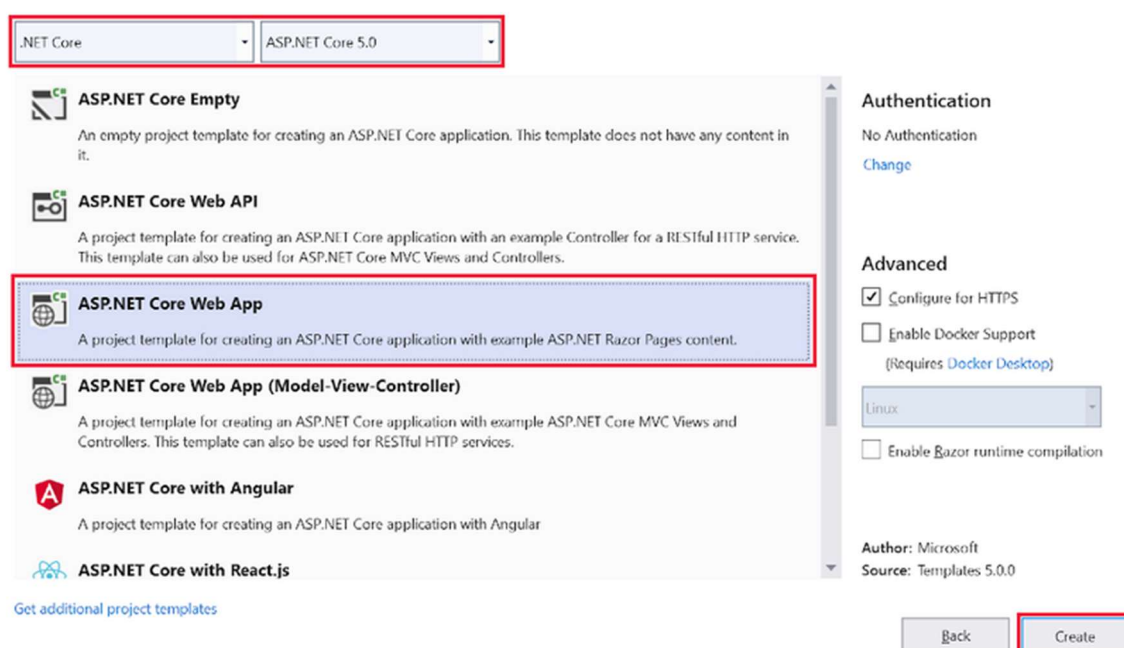 .NET Core
ASP.NET Core 5.0
ASP.NET Core Empty
An empty project template for creating an ASP.NET Core application. This template does not have any content in
it.
ASP.NET Core Web API
A project template for creating an ASP.NET Core application with an example Controller for a RESTful HTTP service.
This template can also be used for ASP.NET Core MVC Views and Controllers.
ASP.NET Core Web App
A project template for creating an ASP.NET Core application with example ASP.NET Razor Pages content.
ASP.NET Core Web App (Model-View-Controller)
A project template for creating an ASP.NET Core application with example ASP.NET Core MVC Views and
Controllers. This template can also be used for RESTful HTTP services.
ASP.NET Core with Angular
A project template for creating an ASP.NET Core application with Angular
ASP.NET Core with React.js
Get additional project templates
Authentication
No Authentication
Change
Advanced
Configure for HTTPS
Enable Docker Support
(Requires Docker Desktop)
Linux
Enable Razor runtime compilation
Author: Microsoft
Source: Templates 5.0.0
Back
Create